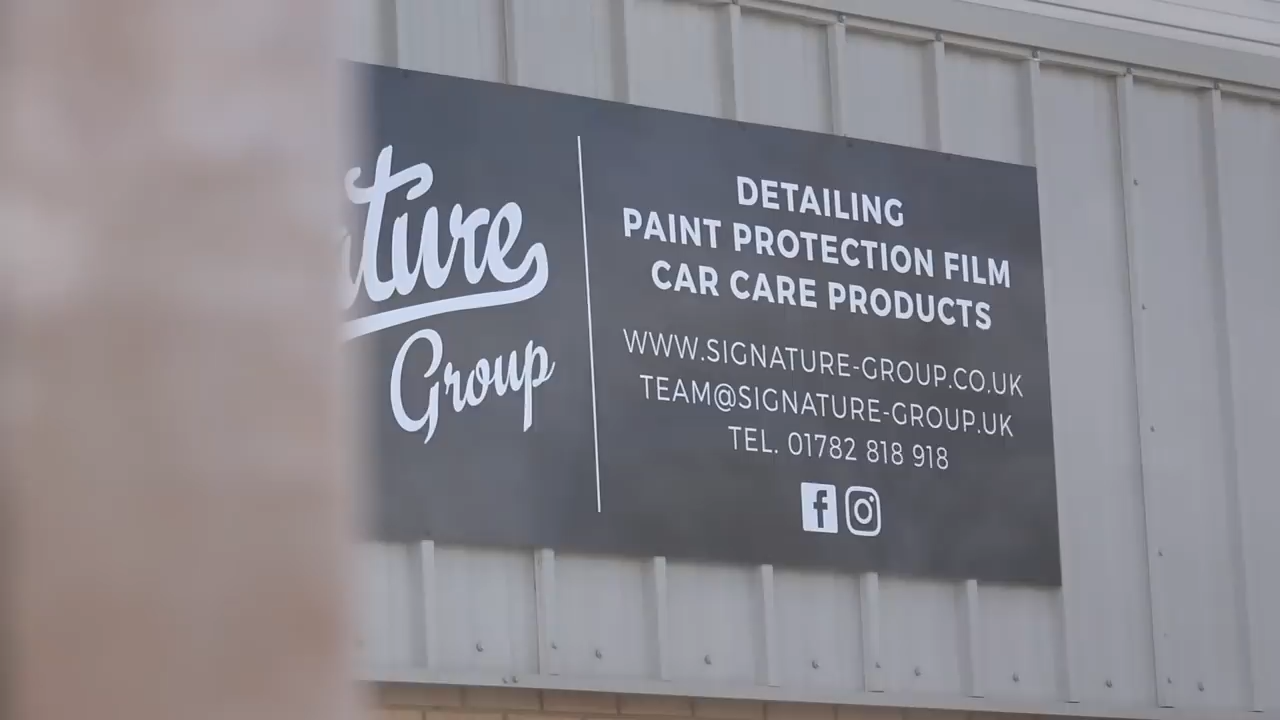 ture
Group
DETAILING
PAINT PROTECTION FILM
CAR CARE PRODUCTS
WWW.SIGNATURE-GROUP.CO.UK
TEAM@SIGNATURE-GROUP.UK
TEL. 01782 818 918